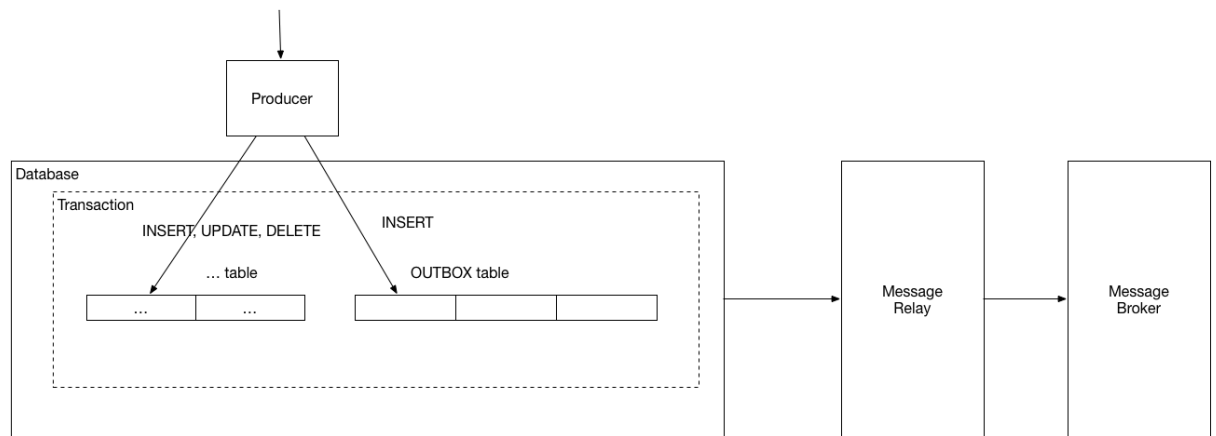 Producer
Database
Transaction
INSERT, UPDATE, DELETE
INSERT
… table
OUTBOX table
… …
Message
Relay
Message
Broker